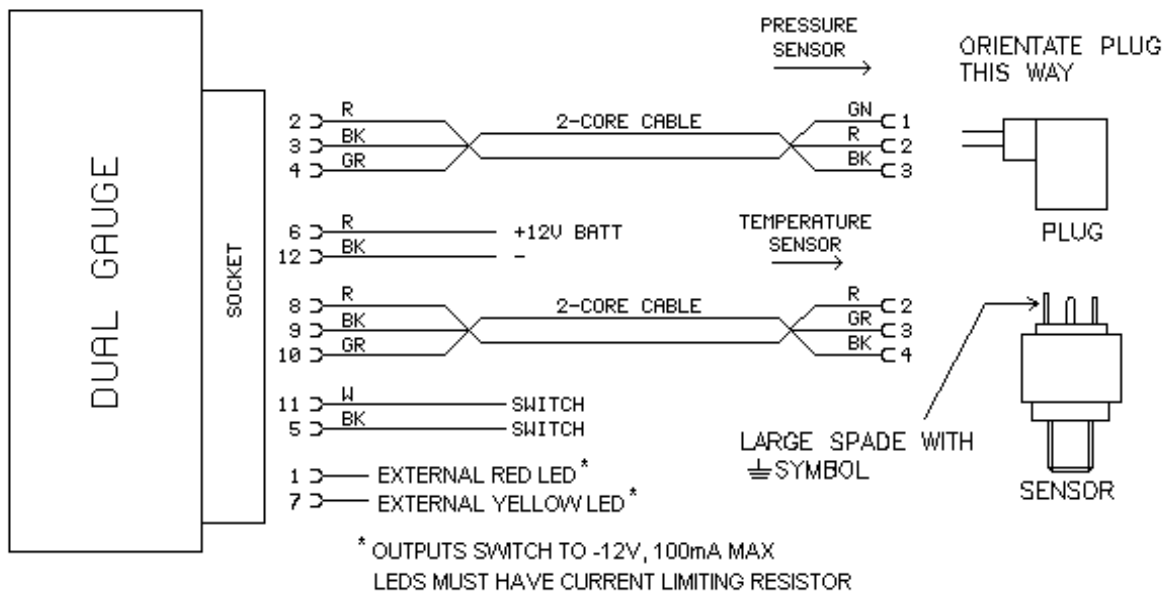 PRESSURE
SENSOR
ORIENTATE PLUG
THIS WAY
2 R
3 BK
4 GR
2-CORE CABLE
GN 1
R 2
BK 3
PLUG
DUAL GAUGE
SOCKET
6 R +12V BATT
12 BK -
TEMPERATURE
SENSOR
8 R
9 BK
10 GR
2-CORE CABLE
R 2
GR 3
BK 4
11 W SWITCH
5 BK SWITCH
LARGE SPADE WITH
⏚ SYMBOL
SENSOR
1 EXTERNAL RED LED*
7 EXTERNAL YELLOW LED*
* OUTPUTS SWITCH TO -12V, 100mA MAX
LEDS MUST HAVE CURRENT LIMITING RESISTOR